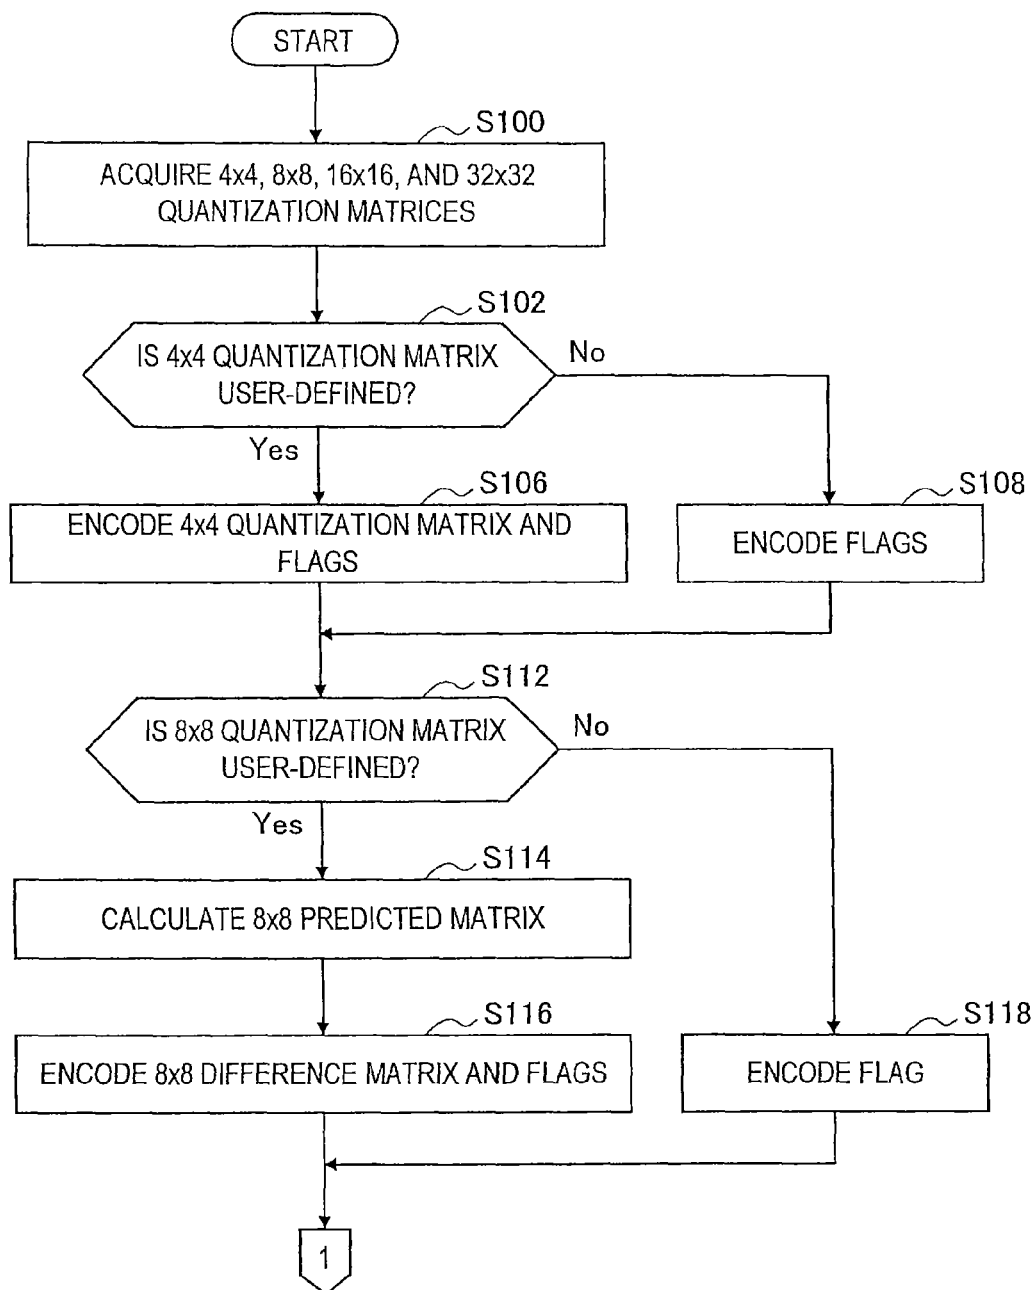 START
S100
ACQUIRE 4x4, 8x8, 16x16, AND 32x32
QUANTIZATION MATRICES
S102
IS 4x4 QUANTIZATION MATRIX
USER-DEFINED?
No
Yes
S106
ENCODE 4x4 QUANTIZATION MATRIX AND
FLAGS
S108
ENCODE FLAGS
S112
IS 8x8 QUANTIZATION MATRIX
USER-DEFINED?
No
Yes
S114
CALCULATE 8x8 PREDICTED MATRIX
S116
ENCODE 8x8 DIFFERENCE MATRIX AND FLAGS
S118
ENCODE FLAG
1